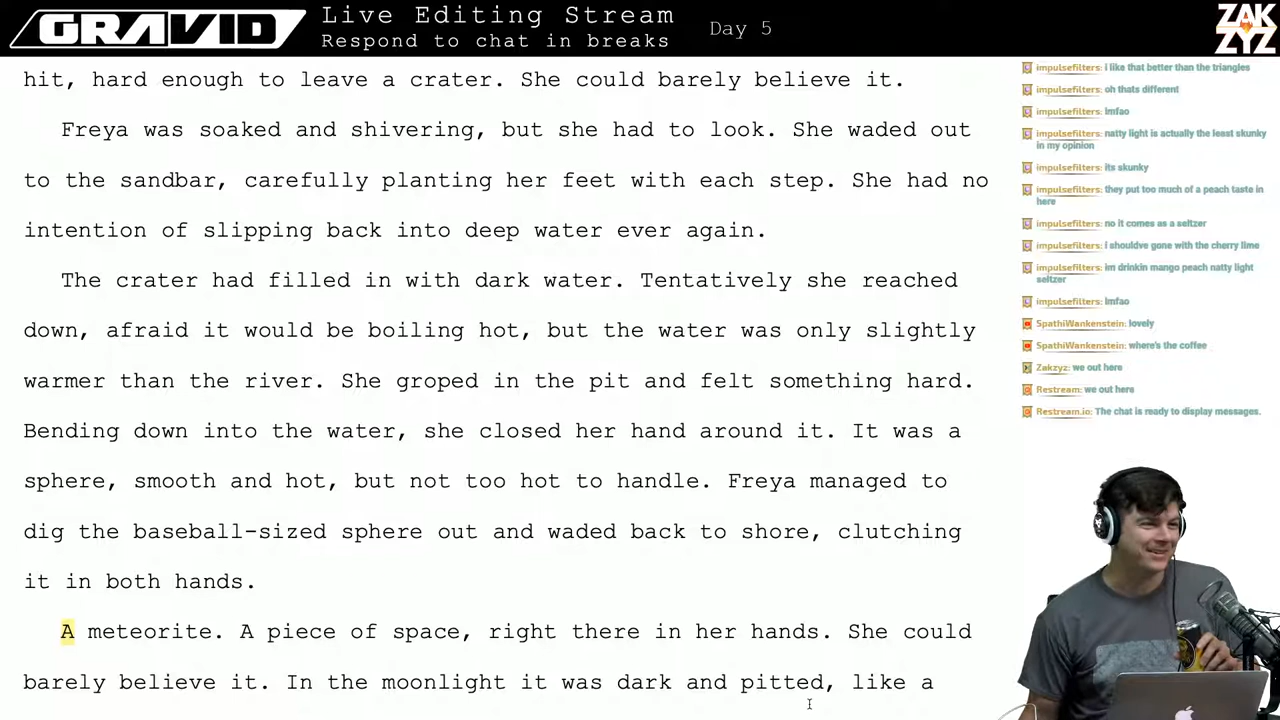 GRAVID
Live Editing Stream
Respond to chat in breaks
Day 5
ZAK
ZYZ
hit, hard enough to leave a crater. She could barely believe it.
Freya was soaked and shivering, but she had to look. She waded out
to the sandbar, carefully planting her feet with each step. She had no
intention of slipping back into deep water ever again.
The crater had filled in with dark water. Tentatively she reached
down, afraid it would be boiling hot, but the water was only slightly
warmer than the river. She groped in the pit and felt something hard.
Bending down into the water, she closed her hand around it. It was a
sphere, smooth and hot, but not too hot to handle. Freya managed to
dig the baseball-sized sphere out and waded back to shore, clutching
it in both hands.
A meteorite. A piece of space, right there in her hands. She could
barely believe it. In the moonlight it was dark and pitted, like a
impulsefilters: i like that better than the triangles
impulsefilters: oh thats different
impulsefilters: lmfao
impulsefilters: natty light is actually the least skunky
in my opinion
impulsefilters: its skunky
impulsefilters: they put too much of a peach taste in
here
impulsefilters: no it comes as a seltzer
impulsefilters: i shouldve gone with the cherry lime
impulsefilters: im drinkin mango peach natty light
seltzer
impulsefilters: lmfao
SpathiWankenstein: lovely
SpathiWankenstein: where's the coffee
Zakzyz: we out here
Restream: we out here
Restream.io: The chat is ready to display messages.